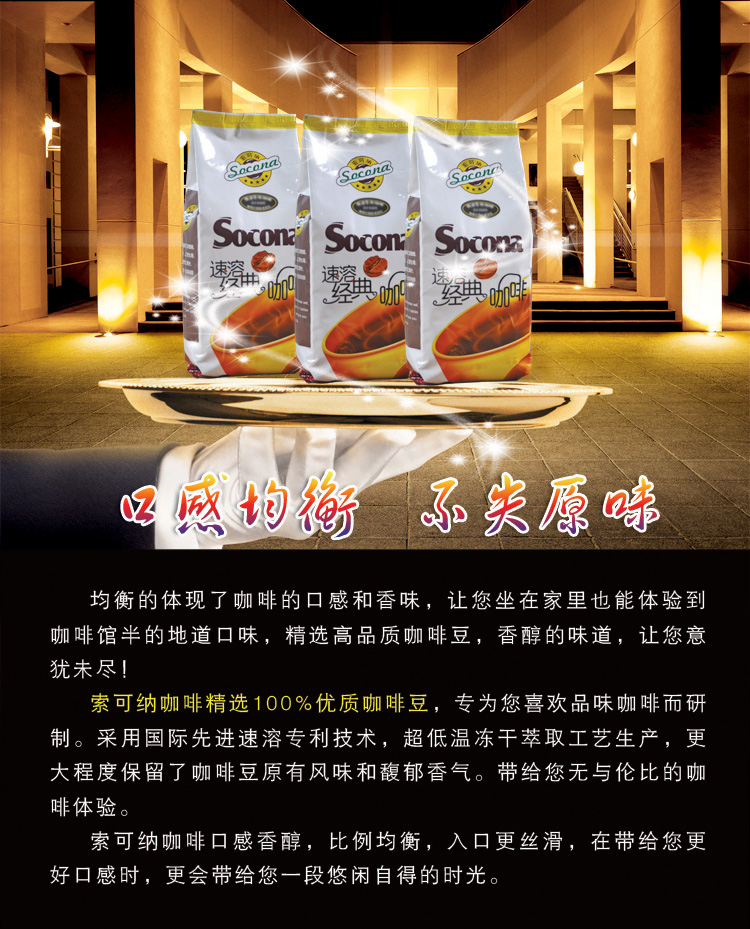 Socona
Socona
Socona
Socona
速溶
经典
咖啡
Socona
速溶
经典
咖啡
Socona
速溶
经典
咖啡
口感均衡 不失原味
均衡的体现了咖啡的口感和香味，让您坐在家里也能体验到
咖啡馆半的地道口味，精选高品质咖啡豆，香醇的味道，让您意
犹未尽！
索可纳咖啡精选100%优质咖啡豆，专为您喜欢品味咖啡而研
制。采用国际先进速溶专利技术，超低温冻干萃取工艺生产，更
大程度保留了咖啡豆原有风味和馥郁香气。带给您无与伦比的咖
啡体验。
索可纳咖啡口感香醇，比例均衡，入口更丝滑，在带给您更
好口感时，更会带给您一段悠闲自得的时光。